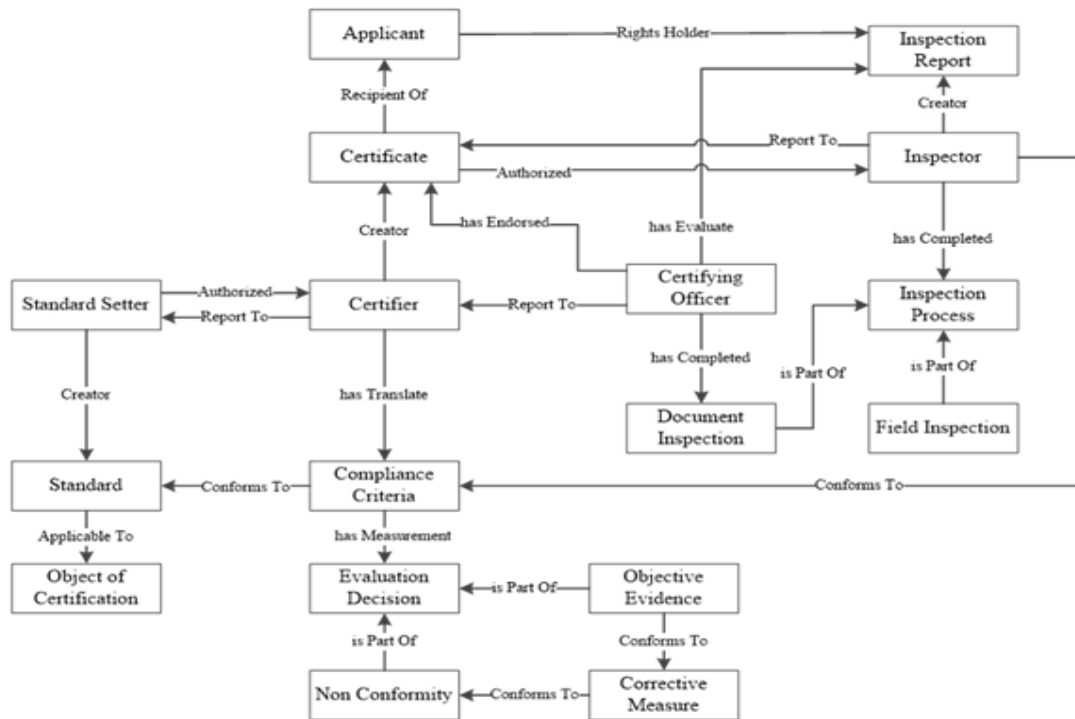 Applicant
Rights Holder
Inspection
Report
Recipient Of
Creator
Certificate
Report To
Authorized
Inspector
has Endorsed
Creator
has Evaluate
has Completed
Standard Setter
Authorized
Report To
Certifier
Report To
Certifying
Officer
Inspection
Process
has Completed
is Part Of
is Part Of
Creator
has Translate
Document
Inspection
Field Inspection
Standard
Conforms To
Compliance
Criteria
Conforms To
Applicable To
has Measurement
Object of
Certification
Evaluation
Decision
is Part Of
Objective
Evidence
is Part Of
Conforms To
Non Conformity
Conforms To
Corrective
Measure